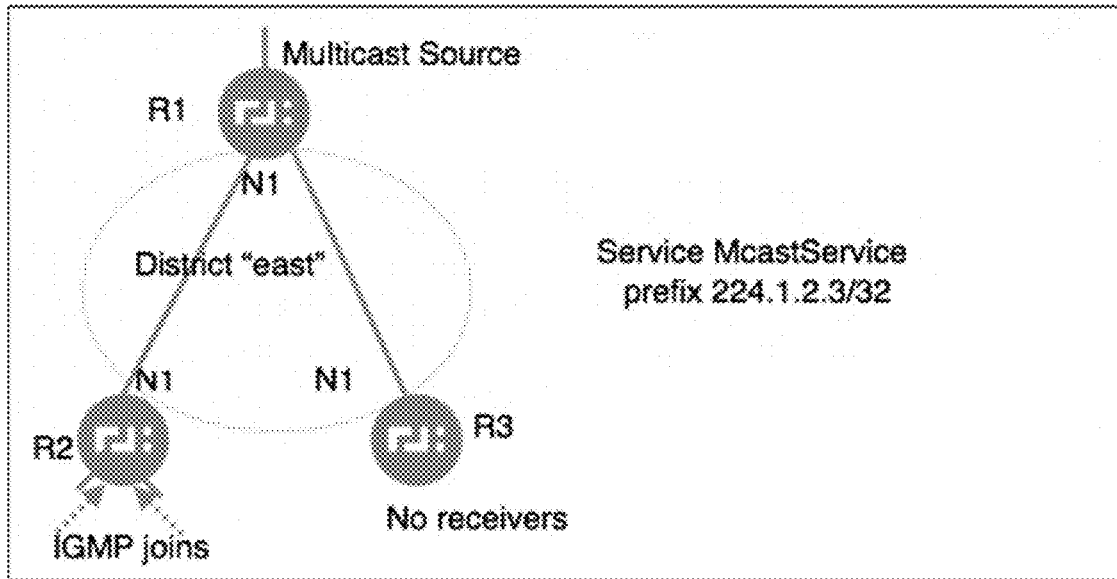 Multicast Source
R1
N1
District "east"
Service McastService
prefix 224.1.2.3/32
N1
N1
R2
R3
No receivers
IGMP joins